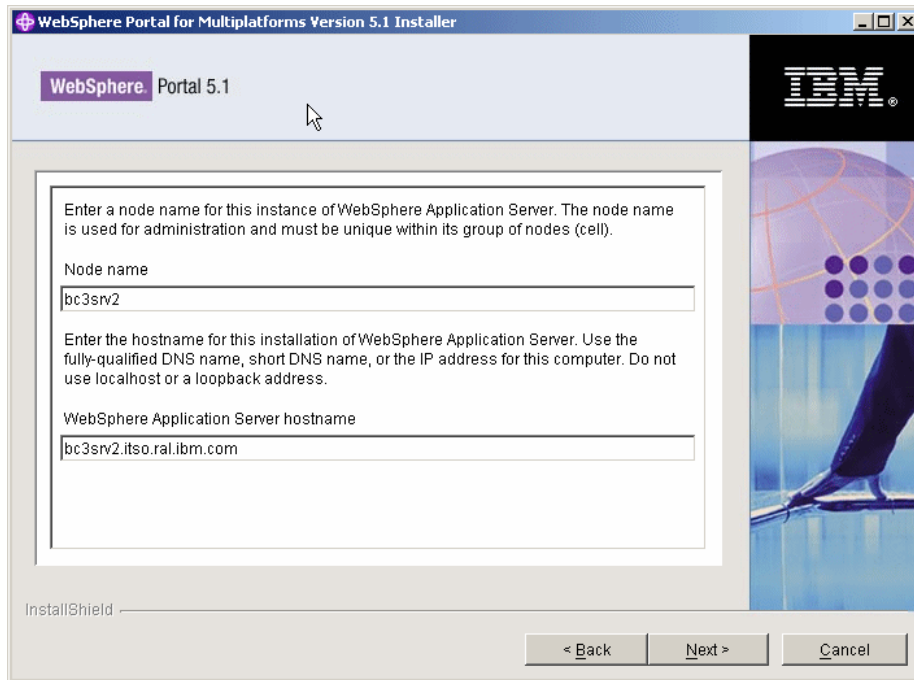 WebSphere Portal for Multiplatforms Version 5.1 Installer
WebSphere. Portal 5.1
IBM®
Enter a node name for this instance of WebSphere Application Server. The node name
is used for administration and must be unique within its group of nodes (cell).
Node name
bc3srv2
Enter the hostname for this installation of WebSphere Application Server. Use the
fully-qualified DNS name, short DNS name, or the IP address for this computer. Do not
use localhost or a loopback address.
WebSphere Application Server hostname
bc3srv2.itso.ral.ibm.com
InstallShield
< Back
Next >
Cancel